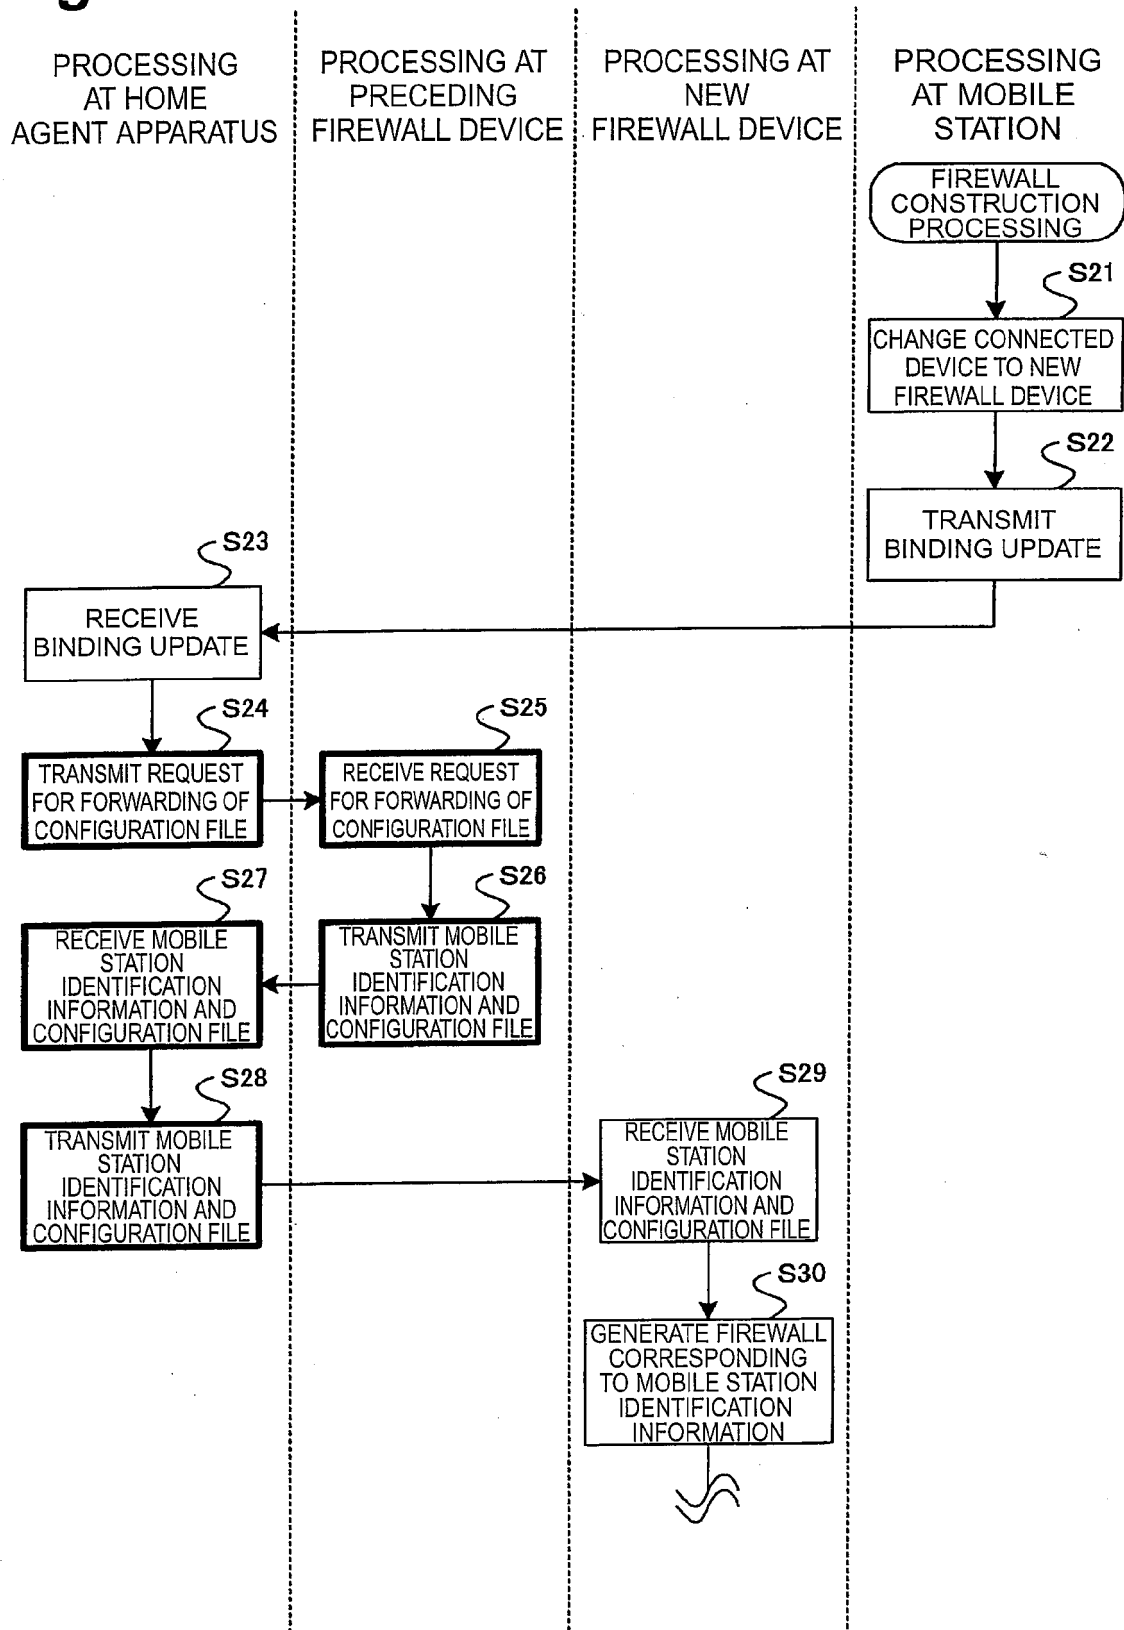 g
PROCESSING
AT HOME
AGENT APPARATUS
PROCESSING AT
PRECEDING
FIREWALL DEVICE
PROCESSING AT
NEW
FIREWALL DEVICE
PROCESSING
AT MOBILE
STATION
FIREWALL
CONSTRUCTION
PROCESSING
S21
CHANGE CONNECTED
DEVICE TO NEW
FIREWALL DEVICE
S22
TRANSMIT
BINDING UPDATE
S23
RECEIVE
BINDING UPDATE
S24
TRANSMIT REQUEST
FOR FORWARDING OF
CONFIGURATION FILE
S25
RECEIVE REQUEST
FOR FORWARDING OF
CONFIGURATION FILE
S26
TRANSMIT MOBILE
STATION
IDENTIFICATION
INFORMATION AND
CONFIGURATION FILE
S27
RECEIVE MOBILE
STATION
IDENTIFICATION
INFORMATION AND
CONFIGURATION FILE
S28
TRANSMIT MOBILE
STATION
IDENTIFICATION
INFORMATION AND
CONFIGURATION FILE
S29
RECEIVE MOBILE
STATION
IDENTIFICATION
INFORMATION AND
CONFIGURATION FILE
S30
GENERATE FIREWALL
CORRESPONDING
TO MOBILE STATION
IDENTIFICATION
INFORMATION